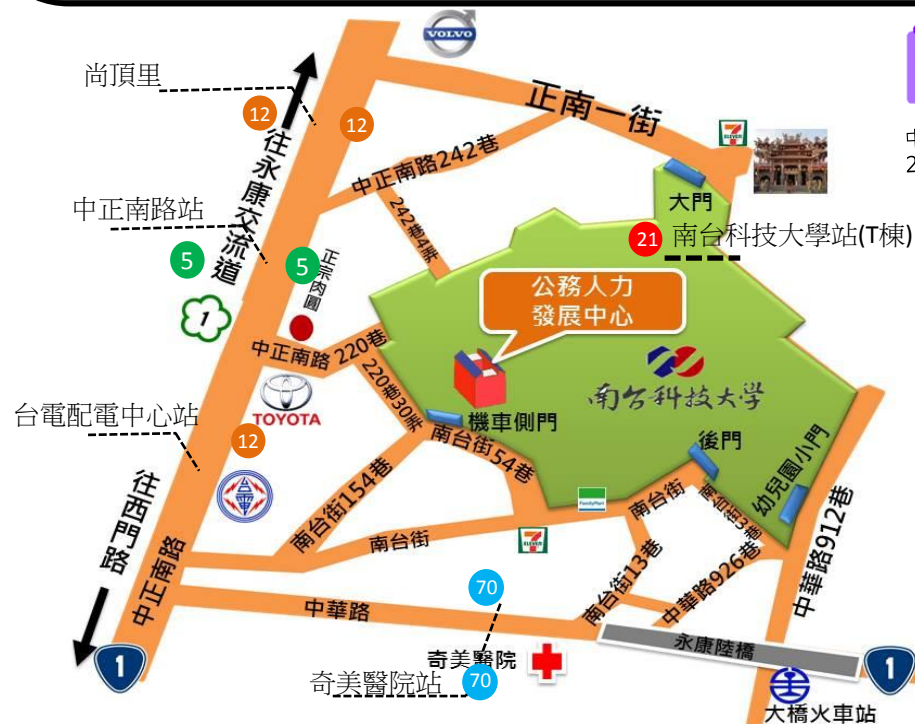 VOLVO
尚頂里
12
12
往永康交流道
正南一街
7
ELEVEN
中
2
中正南路242巷
242巷4弄
大門
中正南路站
21
南台科技大學站(T棟)
5
5
正宗肉圓
1
公務人力
發展中心
中正南路 220巷
220巷30弄
TOYOTA
南台科技大學
機車側門
台電配電中心站
12
南台街54巷
後門
幼兒園小門
往西門路
南台街154巷
FamilyMart
南台街
南台街3巷
中華路912巷
7
ELEVEN
南台街
中正南路
南台街13巷
中華路926巷
70
中華路
永康陸橋
1
奇美醫院
1
奇美醫院站
70
大橋火車站